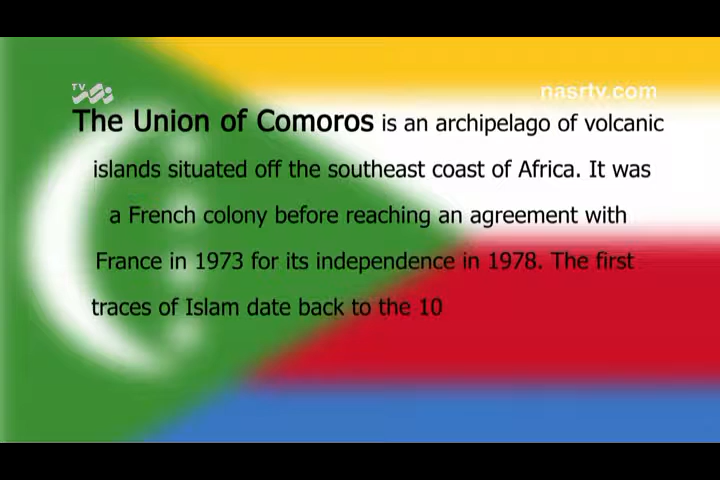 TV
nasrtv.com
The Union of Comoros is an archipelago of volcanic
islands situated off the southeast coast of Africa. It was
a French colony before reaching an agreement with
France in 1973 for its independence in 1978. The first
traces of Islam date back to the 10